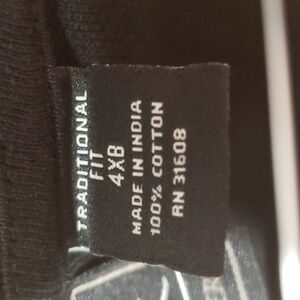 TRADITIONAL
FIT
4XB
MADE IN INDIA
100% COTTON
RN 31608